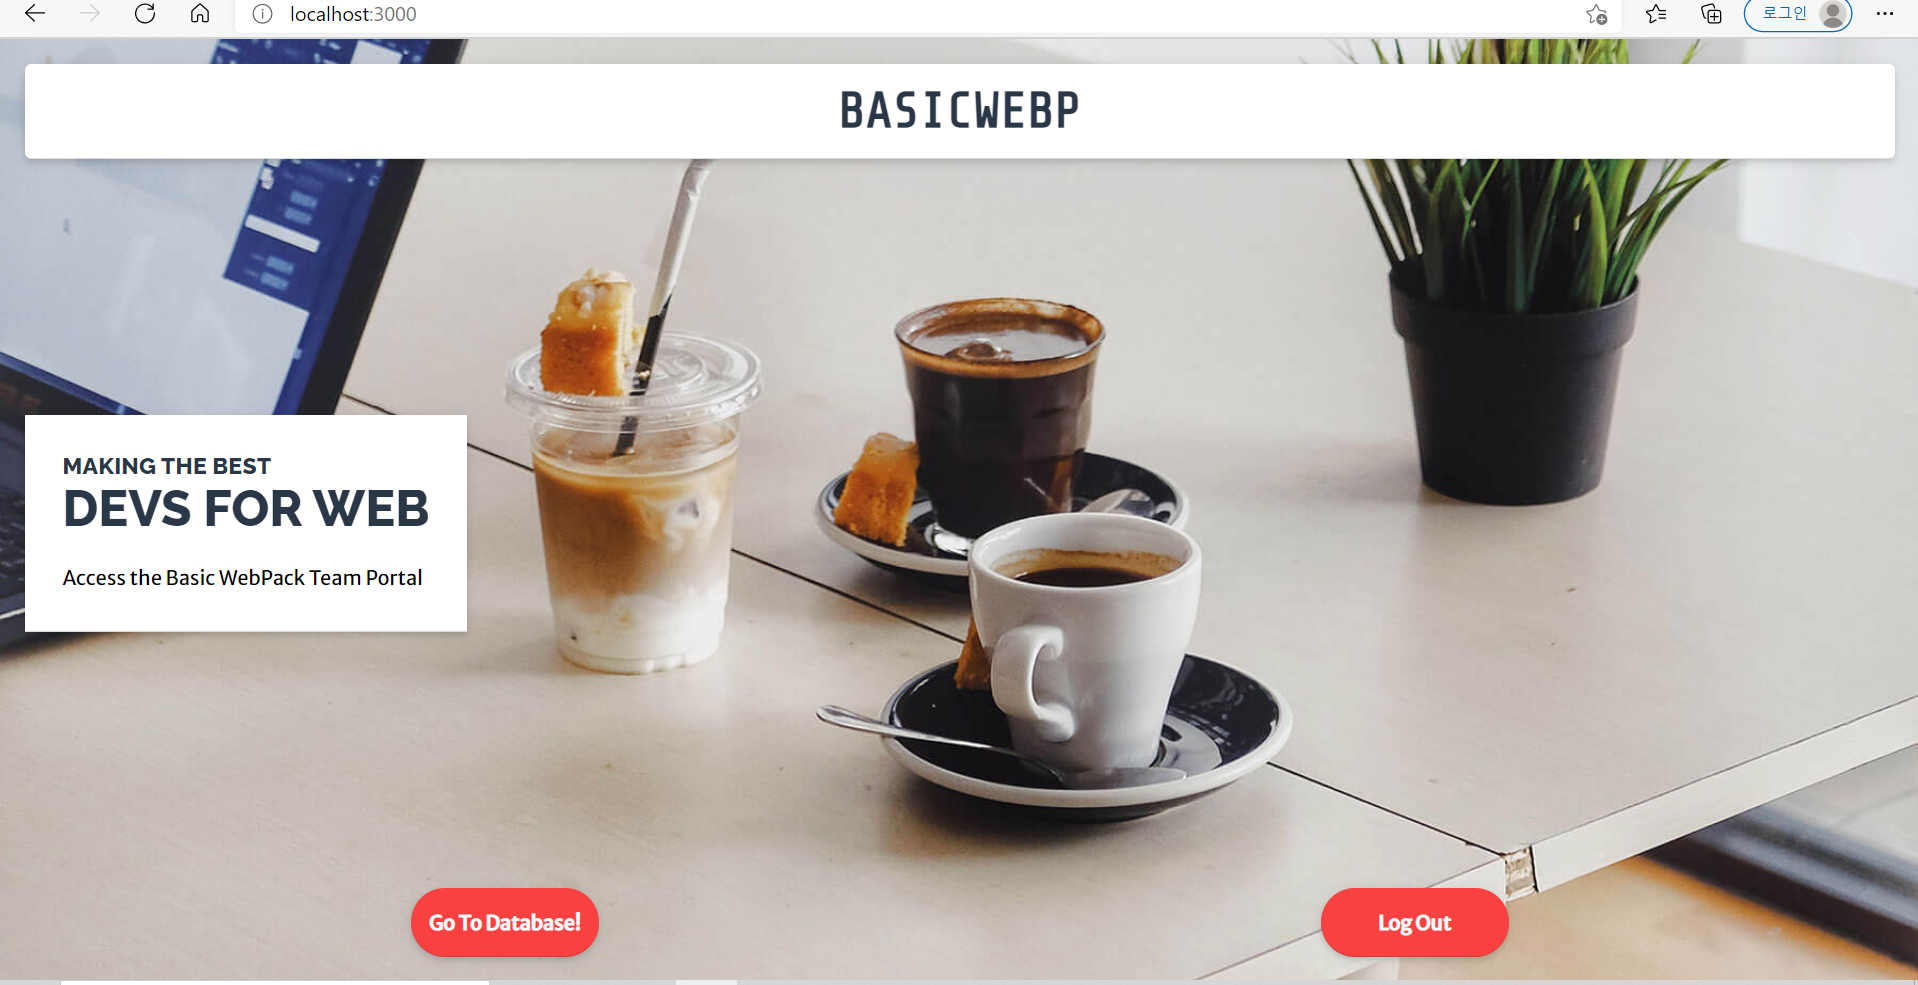 localhost:3000
로그인
BASICWEBP
MAKING THE BEST
DEVS FOR WEB
Access the Basic WebPack Team Portal
Go To Database!
Log Out